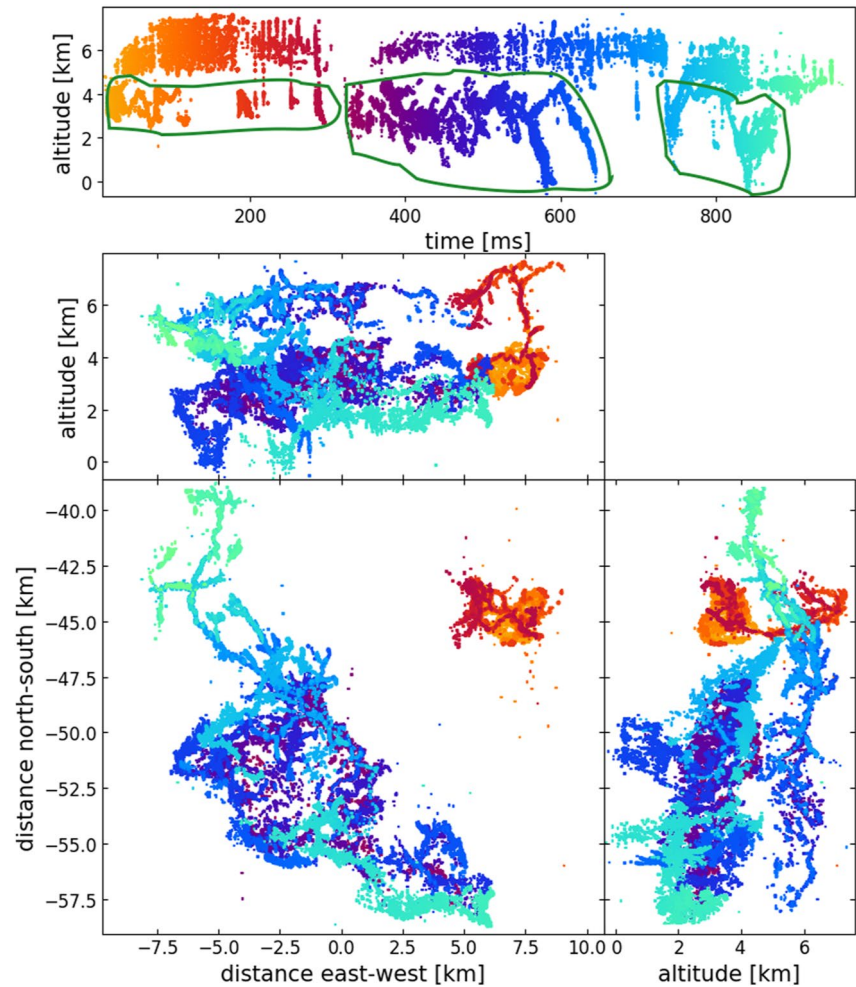 altitude [km]
6
4
2
0
200
400
600
800
time [ms]
altitude [km]
6
4
2
0
distance north-south [km]
−40.0
−42.5
−45.0
−47.5
−50.0
−52.5
−55.0
−57.5
−7.5 −5.0 −2.5 0.0 2.5 5.0 7.5 10.0
distance east-west [km]
0 2 4 6
altitude [km]